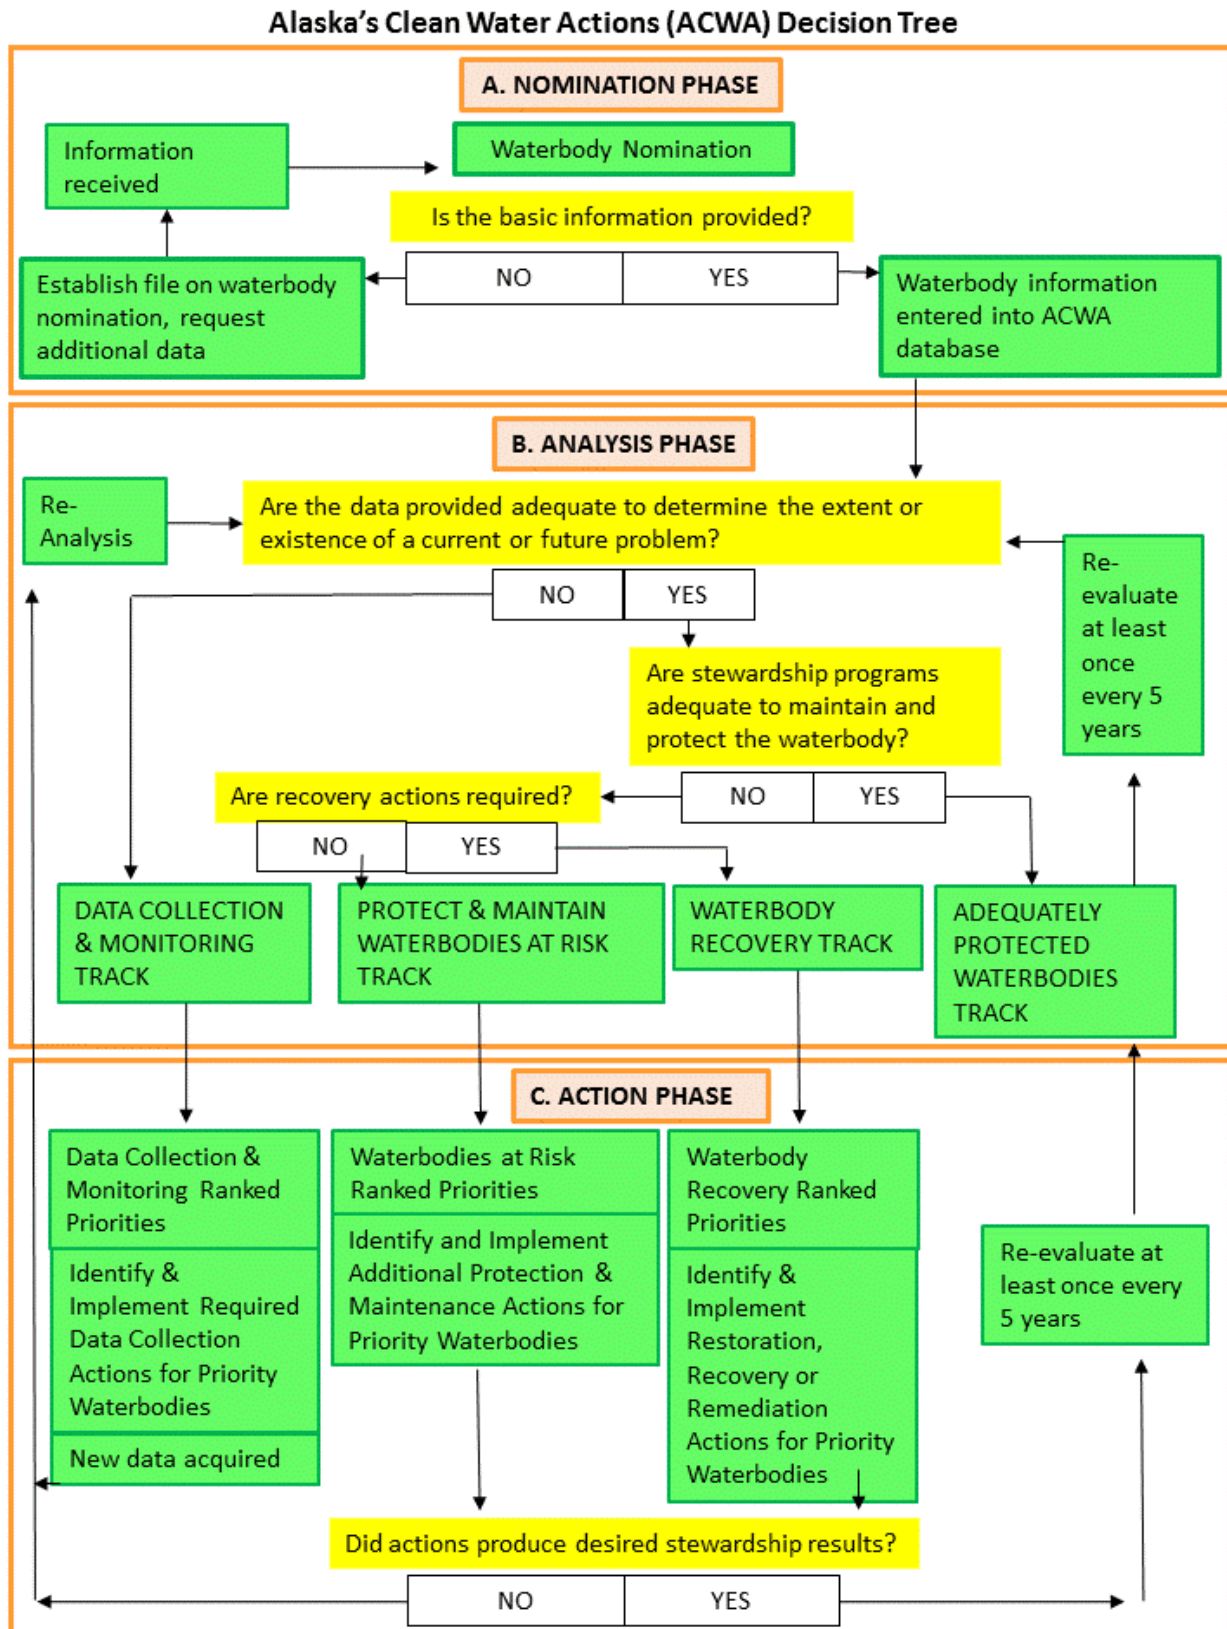 Alaska's Clean Water Actions (ACWA) Decision Tree
A. NOMINATION PHASE
Information
received
Waterbody Nomination
Is the basic information provided?
NO
YES
Establish file on waterbody
nomination, request
additional data
Waterbody information
entered into ACWA
database
B. ANALYSIS PHASE
Re-
Analysis
Are the data provided adequate to determine the extent or
existence of a current or future problem?
NO
YES
Re-
evaluate
at least
once
every 5
years
Are stewardship programs
adequate to maintain and
protect the waterbody?
NO
YES
Are recovery actions required?
NO
YES
DATA COLLECTION
& MONITORING
TRACK
PROTECT & MAINTAIN
WATERBODIES AT RISK
TRACK
WATERBODY
RECOVERY TRACK
ADEQUATELY
PROTECTED
WATERBODIES
TRACK
C. ACTION PHASE
Data Collection &
Monitoring Ranked
Priorities
Identify &
Implement Required
Data Collection
Actions for Priority
Waterbodies
New data acquired
Waterbodies at Risk
Ranked Priorities
Identify and Implement
Additional Protection &
Maintenance Actions for
Priority Waterbodies
Waterbody
Recovery Ranked
Priorities
Identify &
Implement
Restoration,
Recovery or
Remediation
Actions for Priority
Waterbodies
Re-evaluate at
least once every
5 years
Did actions produce desired stewardship results?
NO
YES